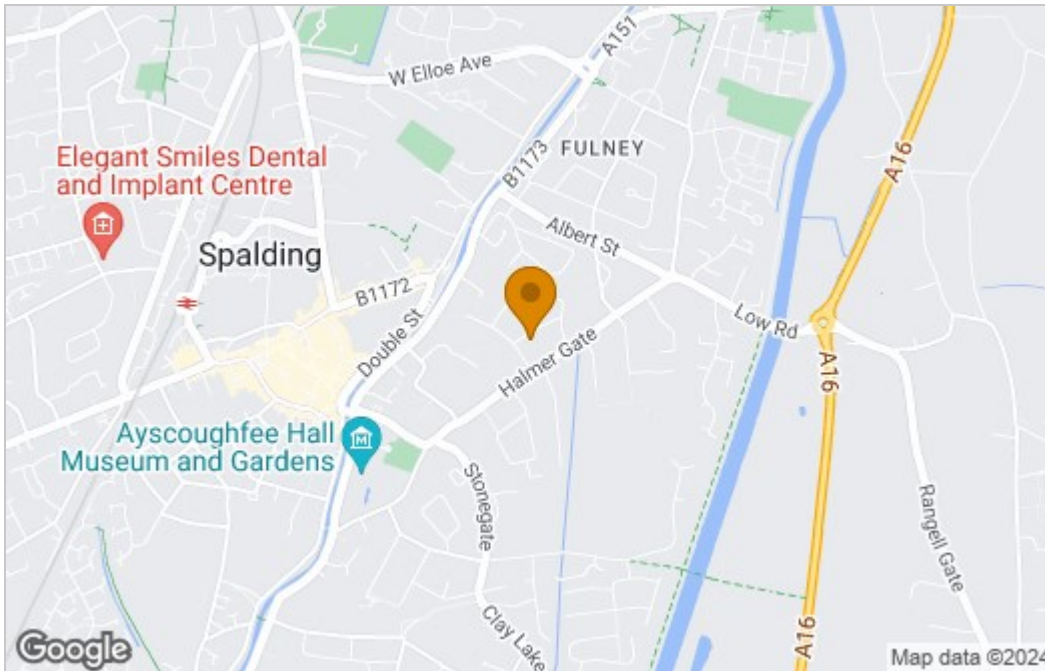 A151
W Elloe Ave
B1173
FULNEY
A16
Elegant Smiles Dental
and Implant Centre
Albert St
Spalding
B1172
Low Rd
Double St
Halmer Gate
A16
Ayscoughfee Hall
Museum and Gardens
Stonegate
Rangell Gate
Clay Lake
A16
Google
Map data ©2024